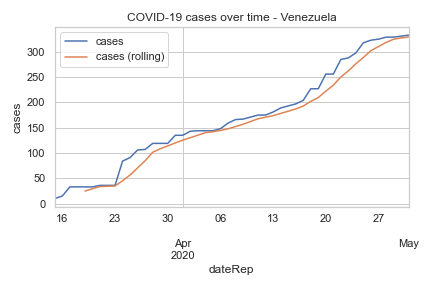 COVID-19 cases over time - Venezuela
cases
cases (rolling)
cases
300
250
200
150
100
50
0
16 23 30 06 13 20 27
Apr May
2020
dateRep